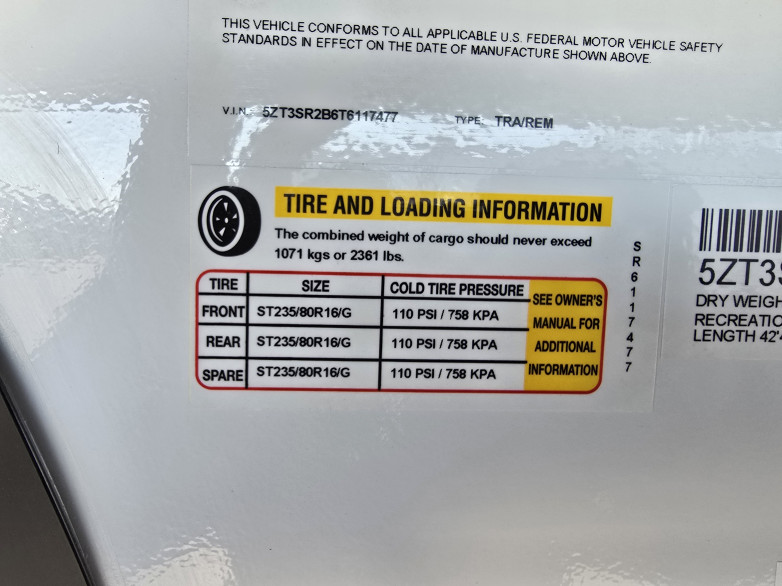 THIS VEHICLE CONFORMS TO ALL APPLICABLE U.S. FEDERAL MOTOR VEHICLE SAFETY
STANDARDS IN EFFECT ON THE DATE OF MANUFACTURE SHOWN ABOVE.
V.I.N. 5ZT3SR2B6T6117477 TYPE TRA/REM
TIRE AND LOADING INFORMATION
The combined weight of cargo should never exceed
1071 kgs or 2361 lbs.
TIRE SIZE COLD TIRE PRESSURE
FRONT ST235/80R16/G 110 PSI / 758 KPA
REAR ST235/80R16/G 110 PSI / 758 KPA
SPARE ST235/80R16/G 110 PSI / 758 KPA
SEE OWNER'S
MANUAL FOR
ADDITIONAL
INFORMATION
SR6117477
5ZT3
DRY WEIGH
RECREATIO
LENGTH 42'